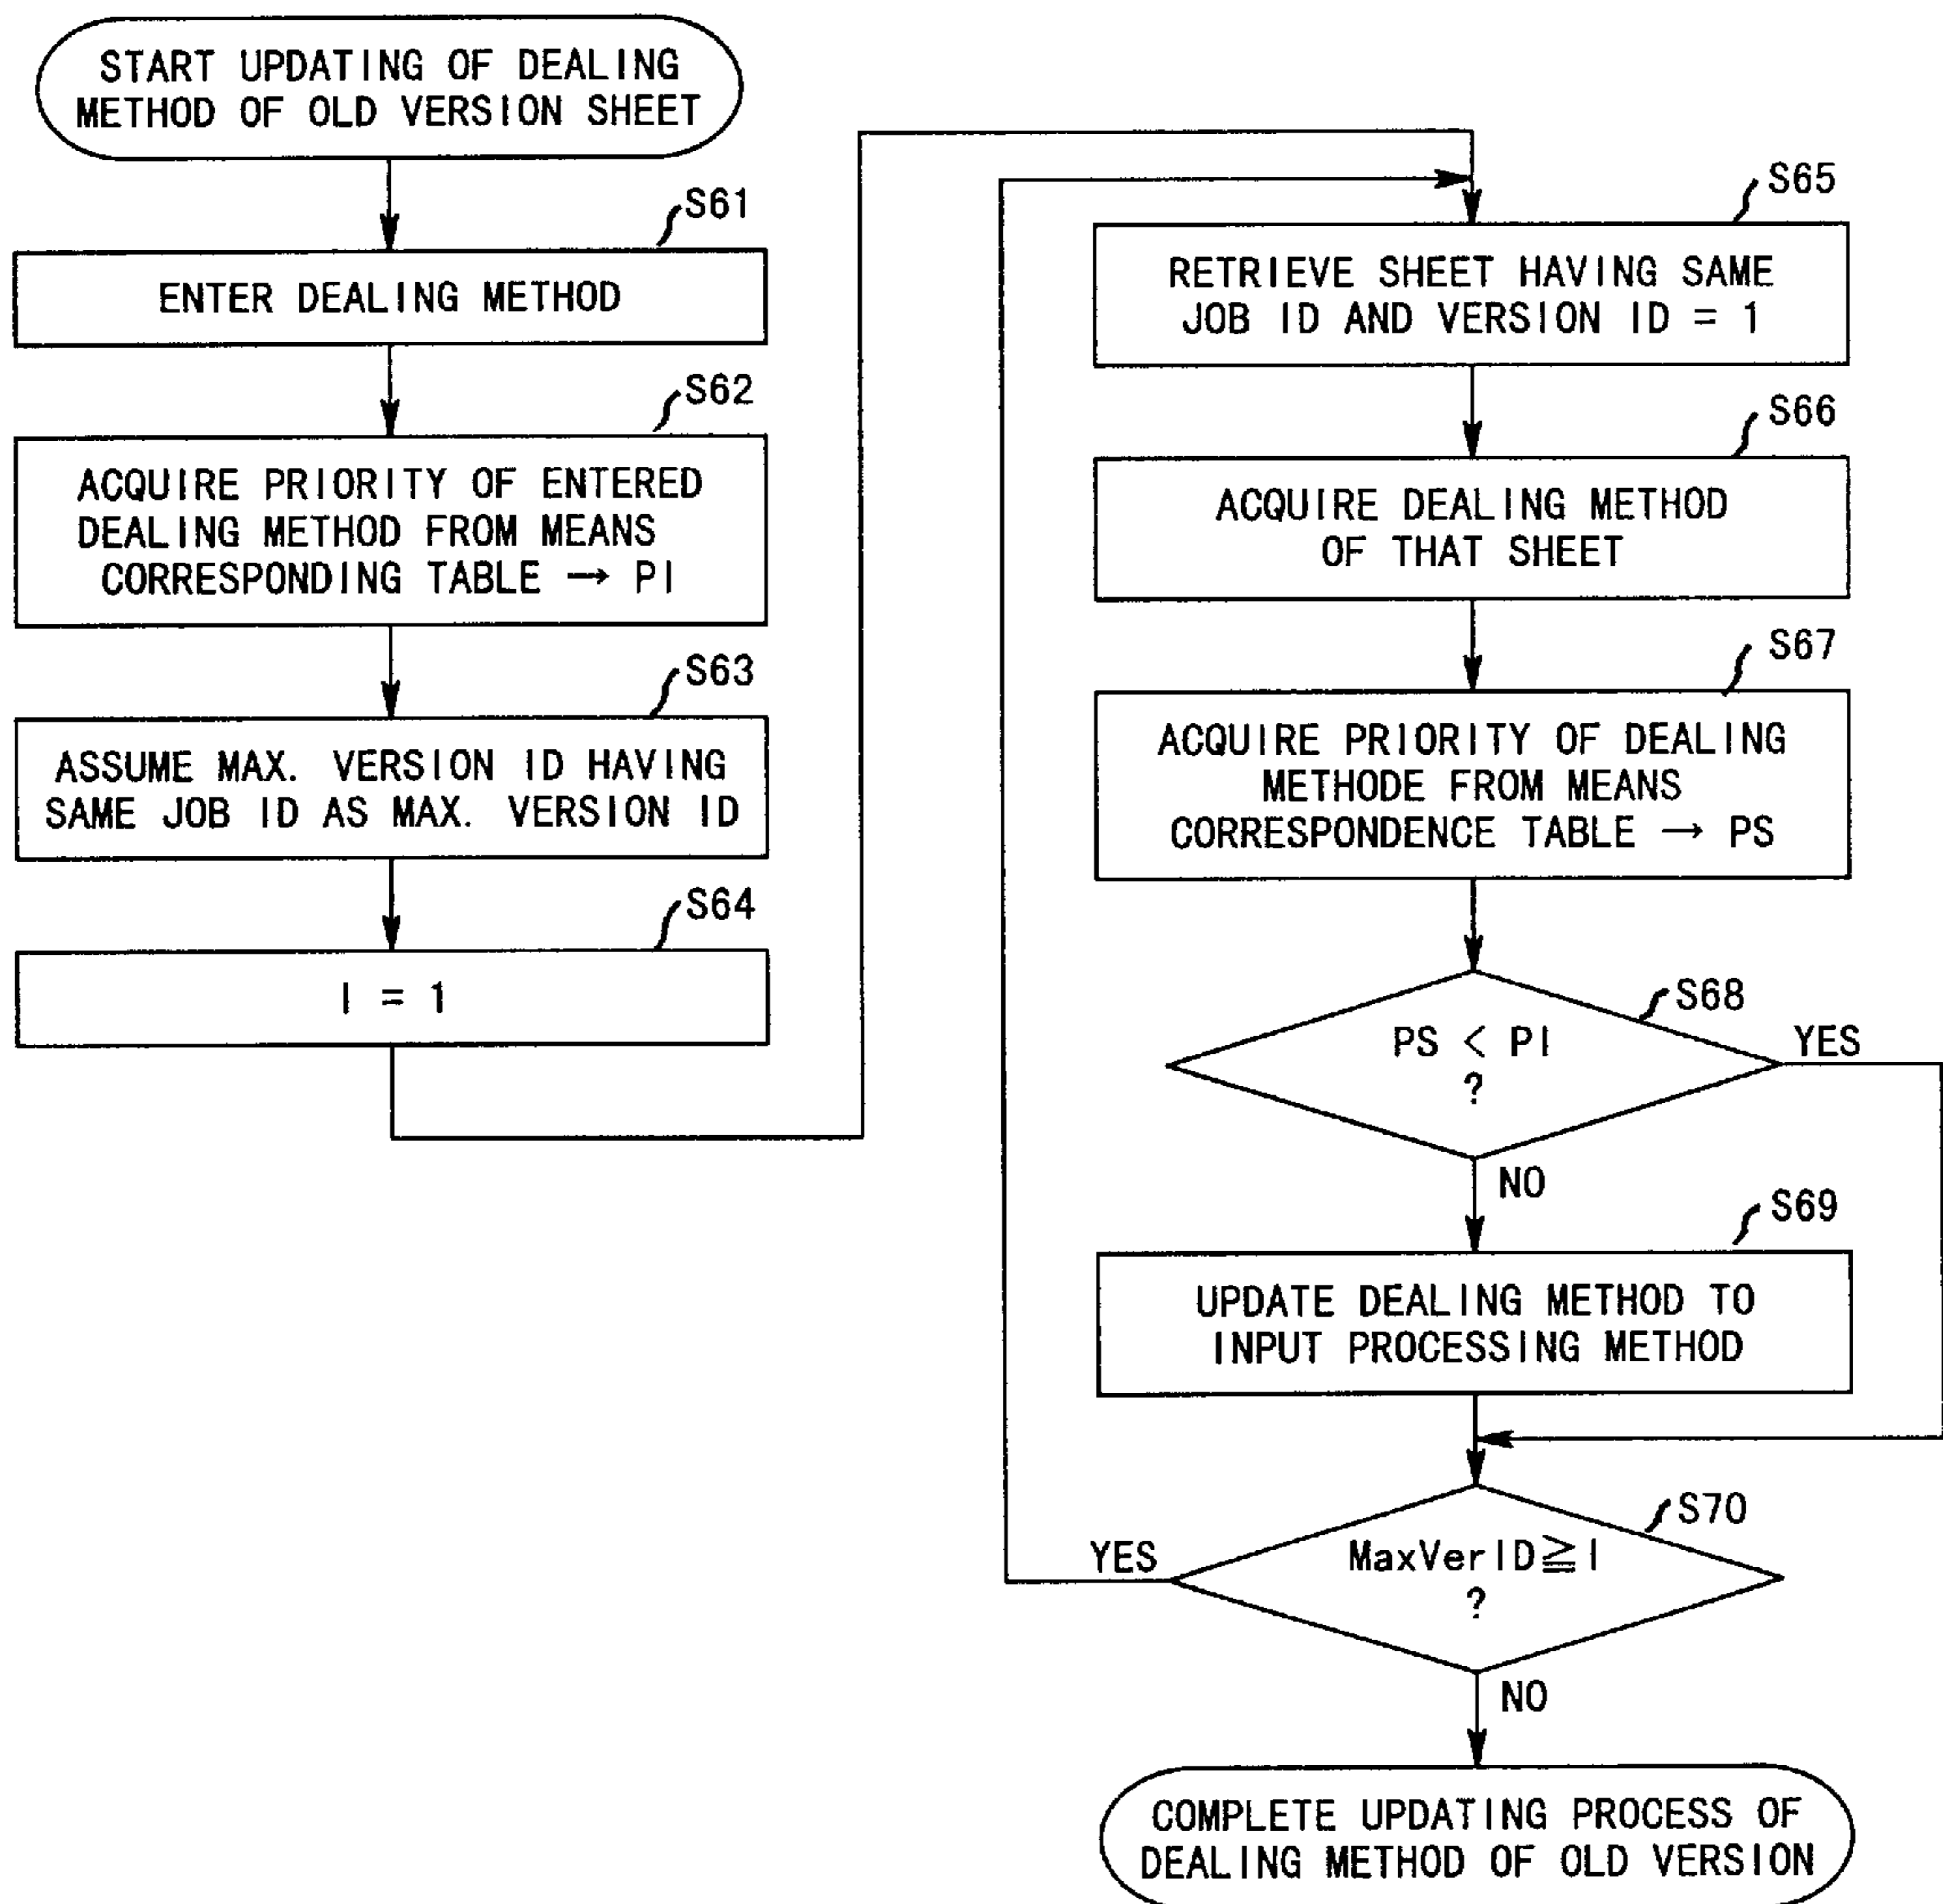 START UPDATING OF DEALING
METHOD OF OLD VERSION SHEET
S61
ENTER DEALING METHOD
S62
ACQUIRE PRIORITY OF ENTERED
DEALING METHOD FROM MEANS
CORRESPONDING TABLE → PI
S63
ASSUME MAX. VERSION ID HAVING
SAME JOB ID AS MAX. VERSION ID
S64
I = 1
S65
RETRIEVE SHEET HAVING SAME
JOB ID AND VERSION ID = 1
S66
ACQUIRE DEALING METHOD
OF THAT SHEET
S67
ACQUIRE PRIORITY OF DEALING
METHODE FROM MEANS
CORRESPONDENCE TABLE → PS
S68
PS < PI
?
YES
NO
S69
UPDATE DEALING METHOD TO
INPUT PROCESSING METHOD
S70
MaxVerID≧I
?
YES
NO
COMPLETE UPDATING PROCESS OF
DEALING METHOD OF OLD VERSION